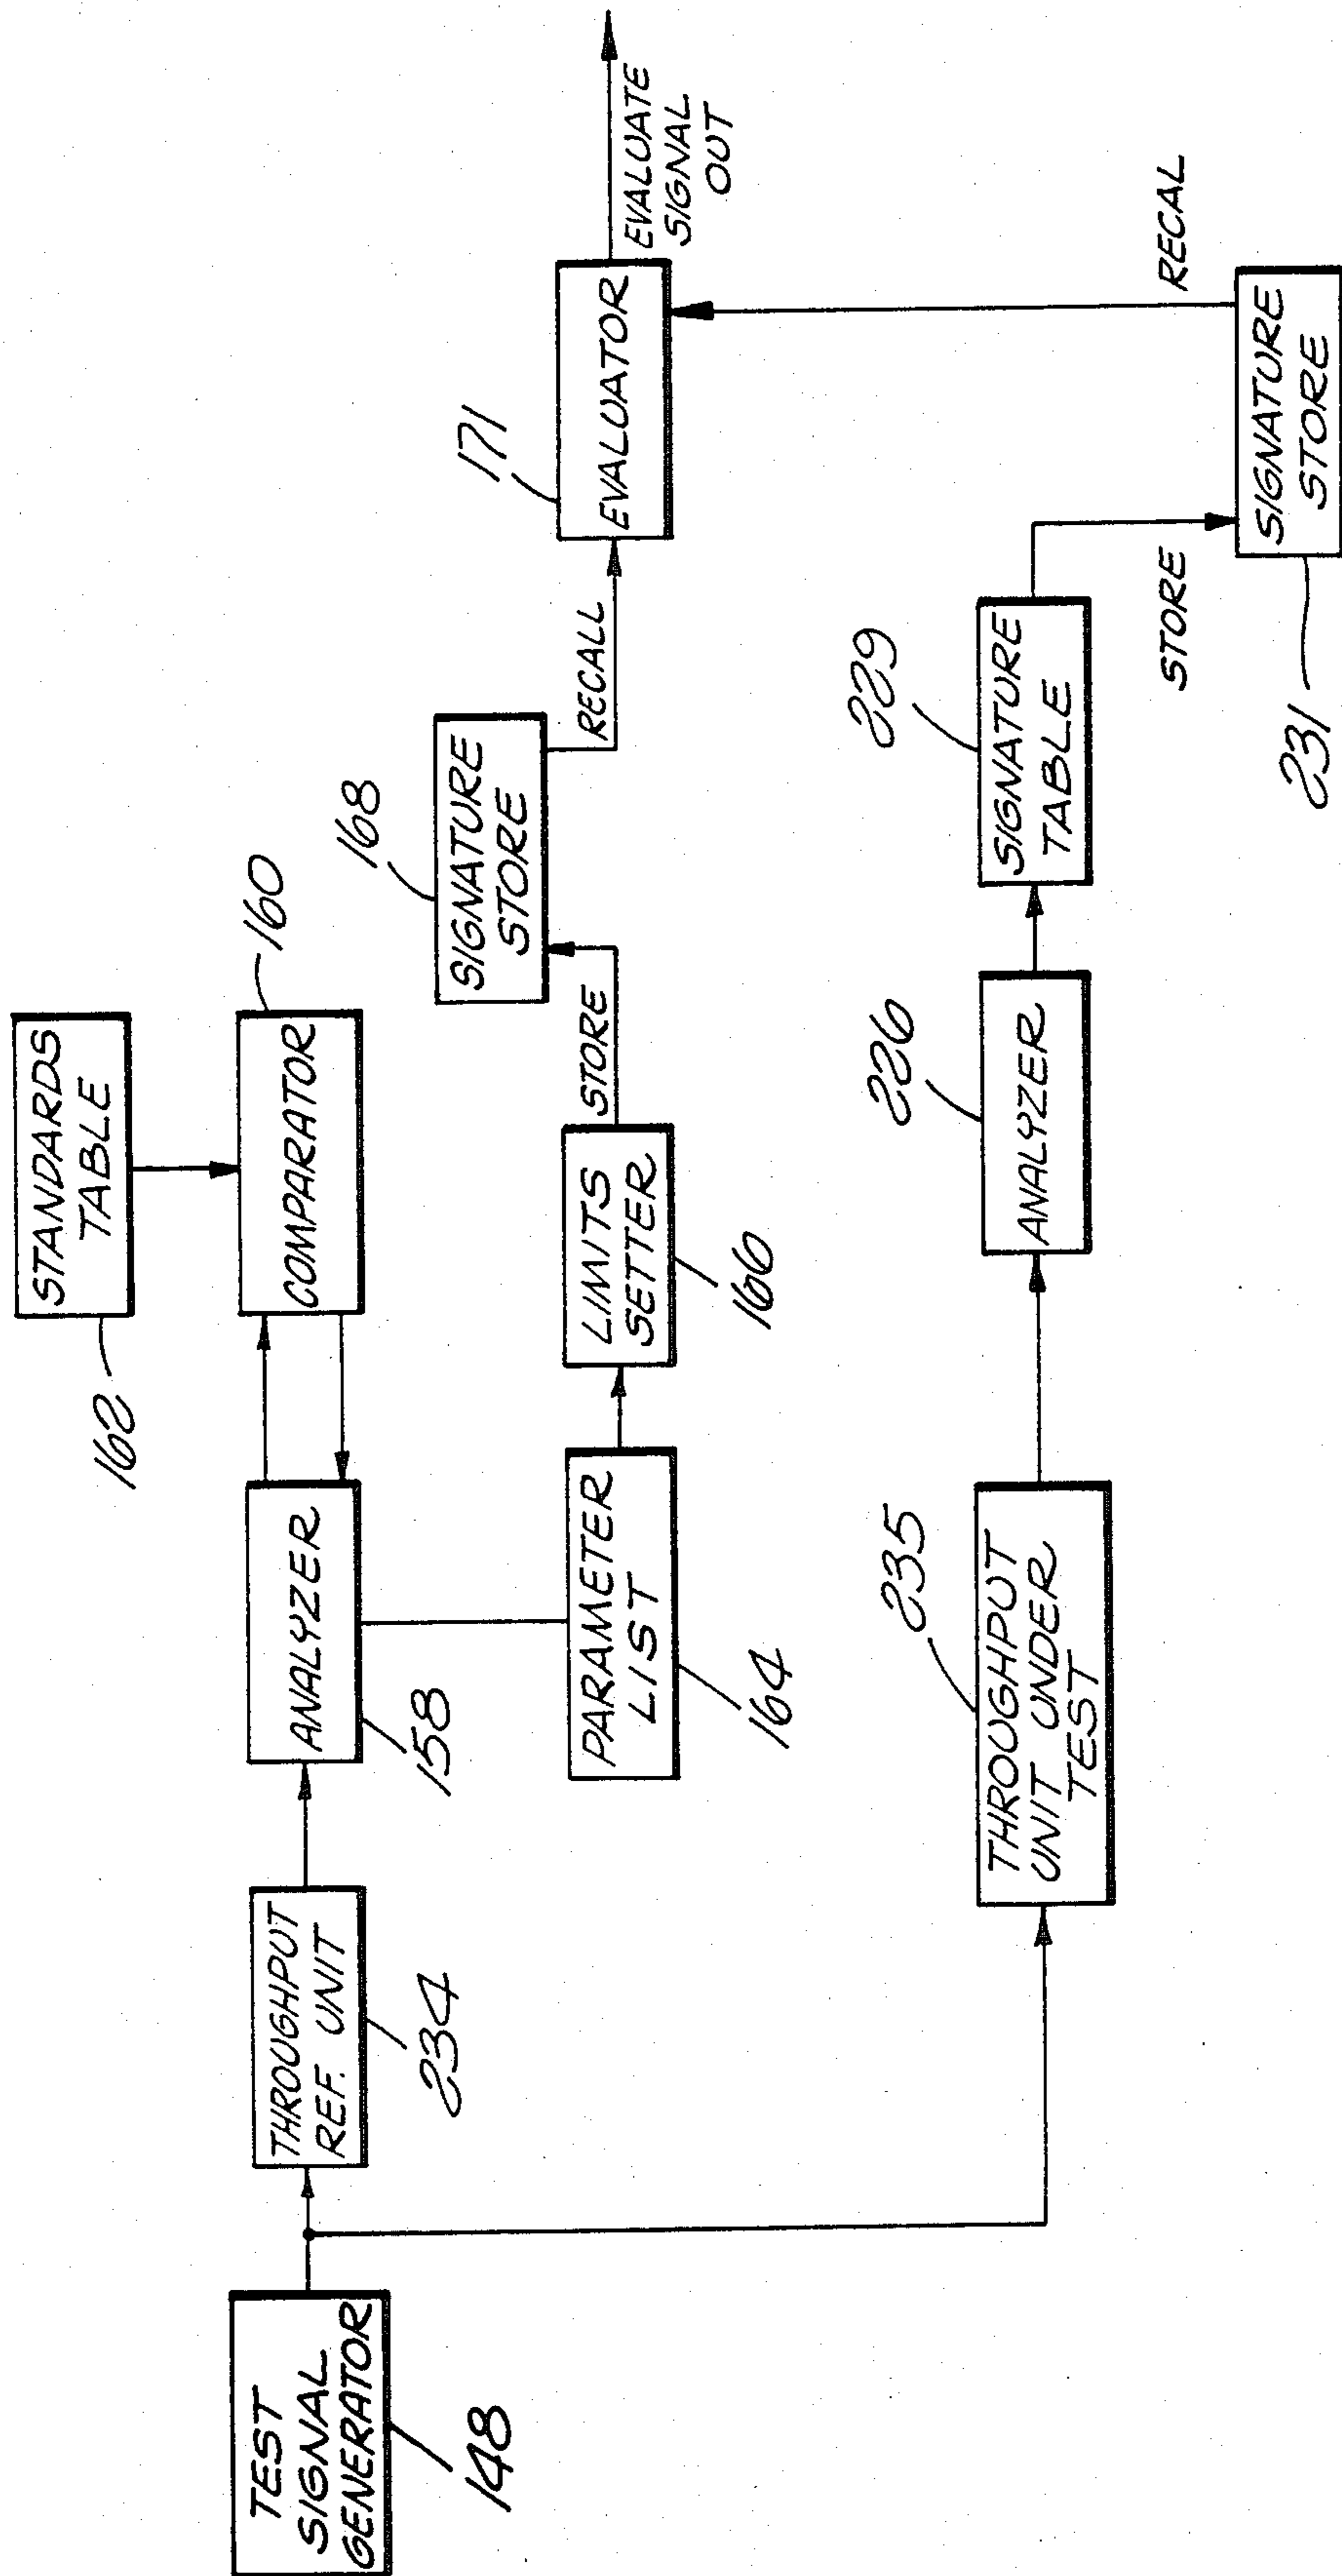 TEST
SIGNAL
GENERATOR
148
THROUGHPUT
REF. UNIT
234
ANALYZER
158
STANDARDS
TABLE
162
COMPARATOR
160
PARAMETER
LIST
164
LIMITS
SETTER
166
STORE
SIGNATURE
STORE
168
RECALL
EVALUATOR
171
EVALUATE
SIGNAL
OUT
THROUGHPUT
UNIT UNDER
TEST
235
ANALYZER
226
SIGNATURE
TABLE
229
STORE
SIGNATURE
STORE
231
RECAL